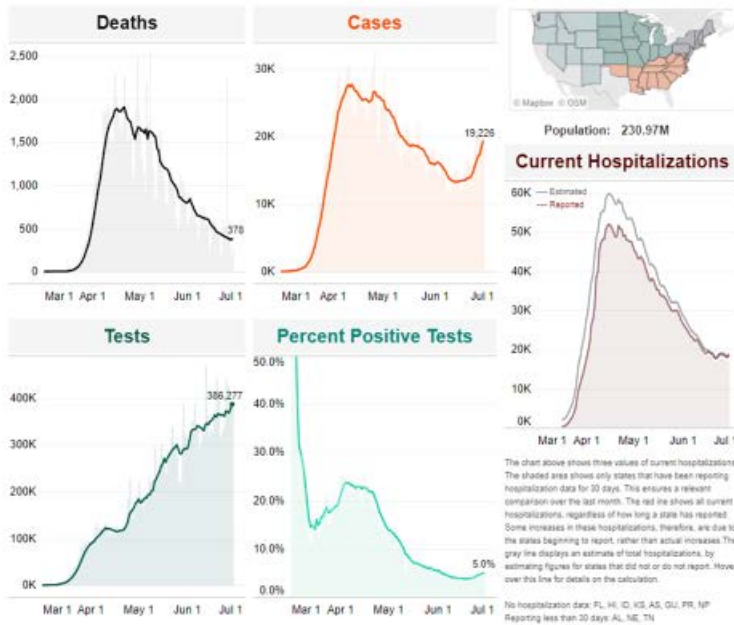 Deaths
2,500
2,000
1,500
1,000
500
0
378
Mar 1 Apr 1 May 1 Jun 1 Jul 1
Cases
30K
20K
10K
0K
19,226
Mar 1 Apr 1 May 1 Jun 1 Jul 1
© Mapbox © OSM
Population: 230.97M
Current Hospitalizations
60K
50K
40K
30K
20K
10K
0K
Estimated
Reported
Mar 1 Apr 1 May 1 Jun 1 Jul 1
Tests
400K
300K
200K
100K
0K
386,277
Mar 1 Apr 1 May 1 Jun 1 Jul 1
Percent Positive Tests
50.0%
40.0%
30.0%
20.0%
10.0%
0.0%
5.0%
Mar 1 Apr 1 May 1 Jun 1 Jul 1
The chart above shows three values of current hospitalizations
The shaded area shows only states that have been reporting
hospitalization data for 30 days. This ensures a relevant
comparison over the last month. The red line shows all current
hospitalizations, regardless of how long a state has reported
Some increases in these hospitalizations, therefore, are due to
the states beginning to report, rather than actual increases.The
gray line displays an estimate of total hospitalizations, by
estimating figures for states that did not or do not report. Hove
over this line for details on the calculation.
No hospitalization data: FL, HI, ID, KS, AS, GU, PR, NP
Reporting less than 30 days: AL, NE, TN